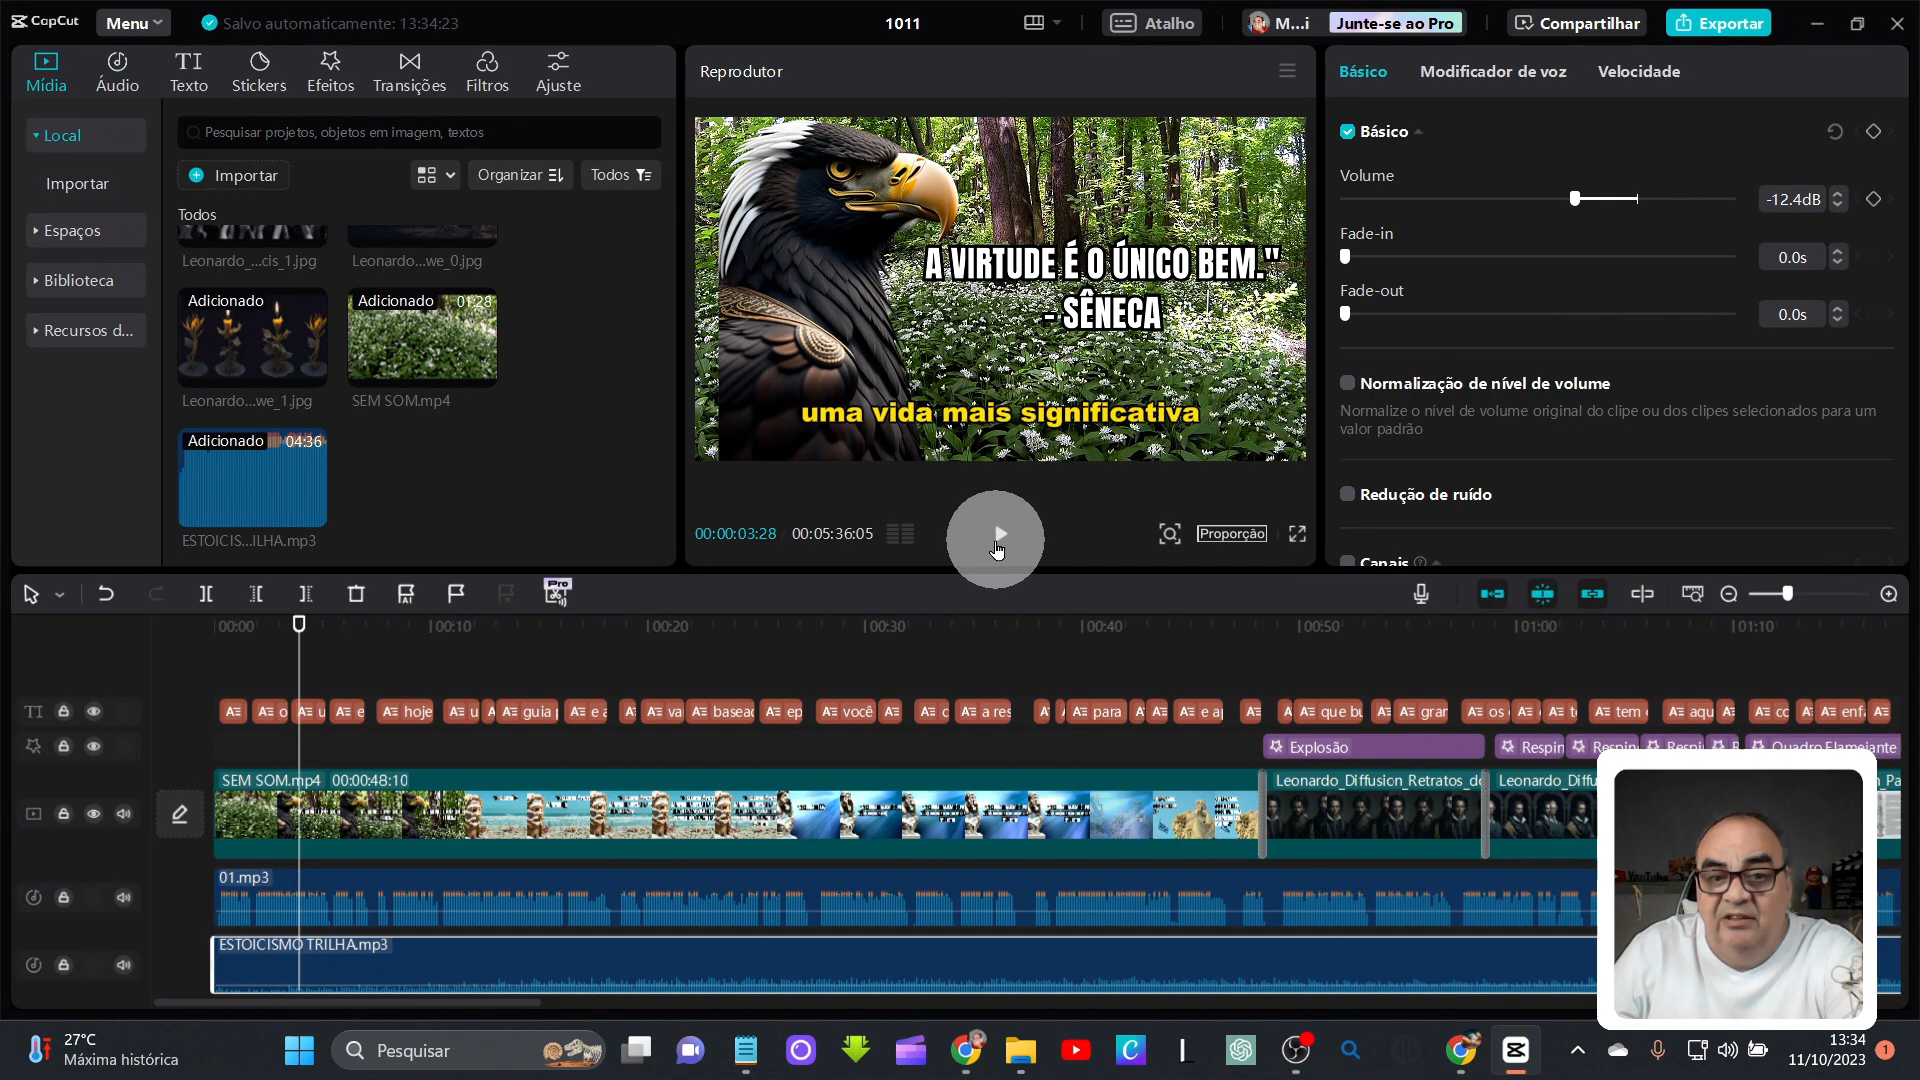 CapCut
Menu
Salvo automaticamente: 13:34:23
1011
Atalho
M...i
Junte-se ao Pro
Compartilhar
Exportar
Mídia
Áudio
Texto
Stickers
Efeitos
Transições
Filtros
Ajuste
Local
Importar
Espaços
Biblioteca
Recursos d...
Pesquisar projetos, objetos em imagem, textos
Importar
Organizar
Todos
Todos
Leonardo_...cis_1.jpg
Leonardo...we_0.jpg
Adicionado
Adicionado 01:28
Leonardo...we_1.jpg
SEM SOM.mp4
Adicionado 04:36
ESTOICIS...ILHA.mp3
Reprodutor
A VIRTUDE É O ÚNICO BEM."
- SÊNECA
uma vida mais significativa
00:00:03:28
00:05:36:05
Proporção
Básico
Modificador de voz
Velocidade
Básico
Volume
-12.4dB
Fade-in
0.0s
Fade-out
0.0s
Normalização de nível de volume
Normalize o nível de volume original do clipe ou dos clipes selecionados para um
valor padrão
Redução de ruído
Canais
Pro
00:00
00:10
00:20
00:30
00:40
00:50
01:00
01:10
hoje
guia
você
para
que bu
Explosão
Respin
Quadro Flamejante
SEM SOM.mp4 00:00:48:10
Leonardo_Diffusion_Retratos_d
Leonardo_Diffu
01.mp3
ESTOICISMO TRILHA.mp3
YouTube
27°C
Máxima histórica
Pesquisar
13:34
11/10/2023
1